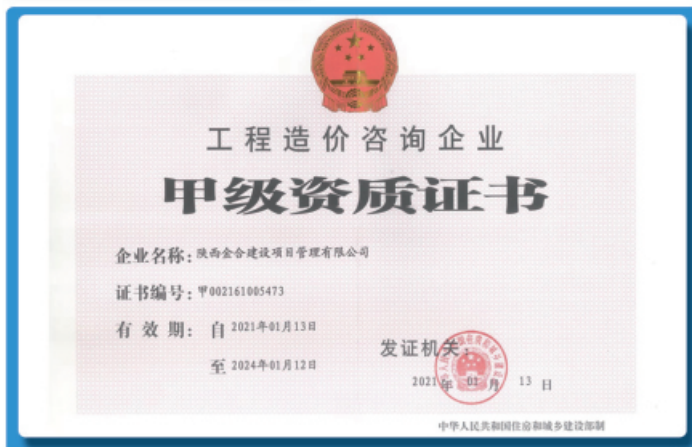 工程造价咨询企业
甲级资质证书
企业名称：陕西金合建设项目管理有限公司
证书编号：甲002161005473
有 效 期： 自 2021年01月13日
至 2024年01月12日
发证机关：
2021 年 01 月 13 日
中华人民共和国住房和城乡建设部制